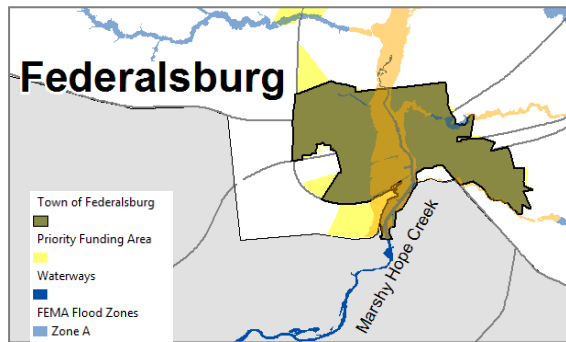 Federalsburg
Town of Federalsburg
Priority Funding Area
Waterways
FEMA Flood Zones
Zone A
Marshy Hope Creek